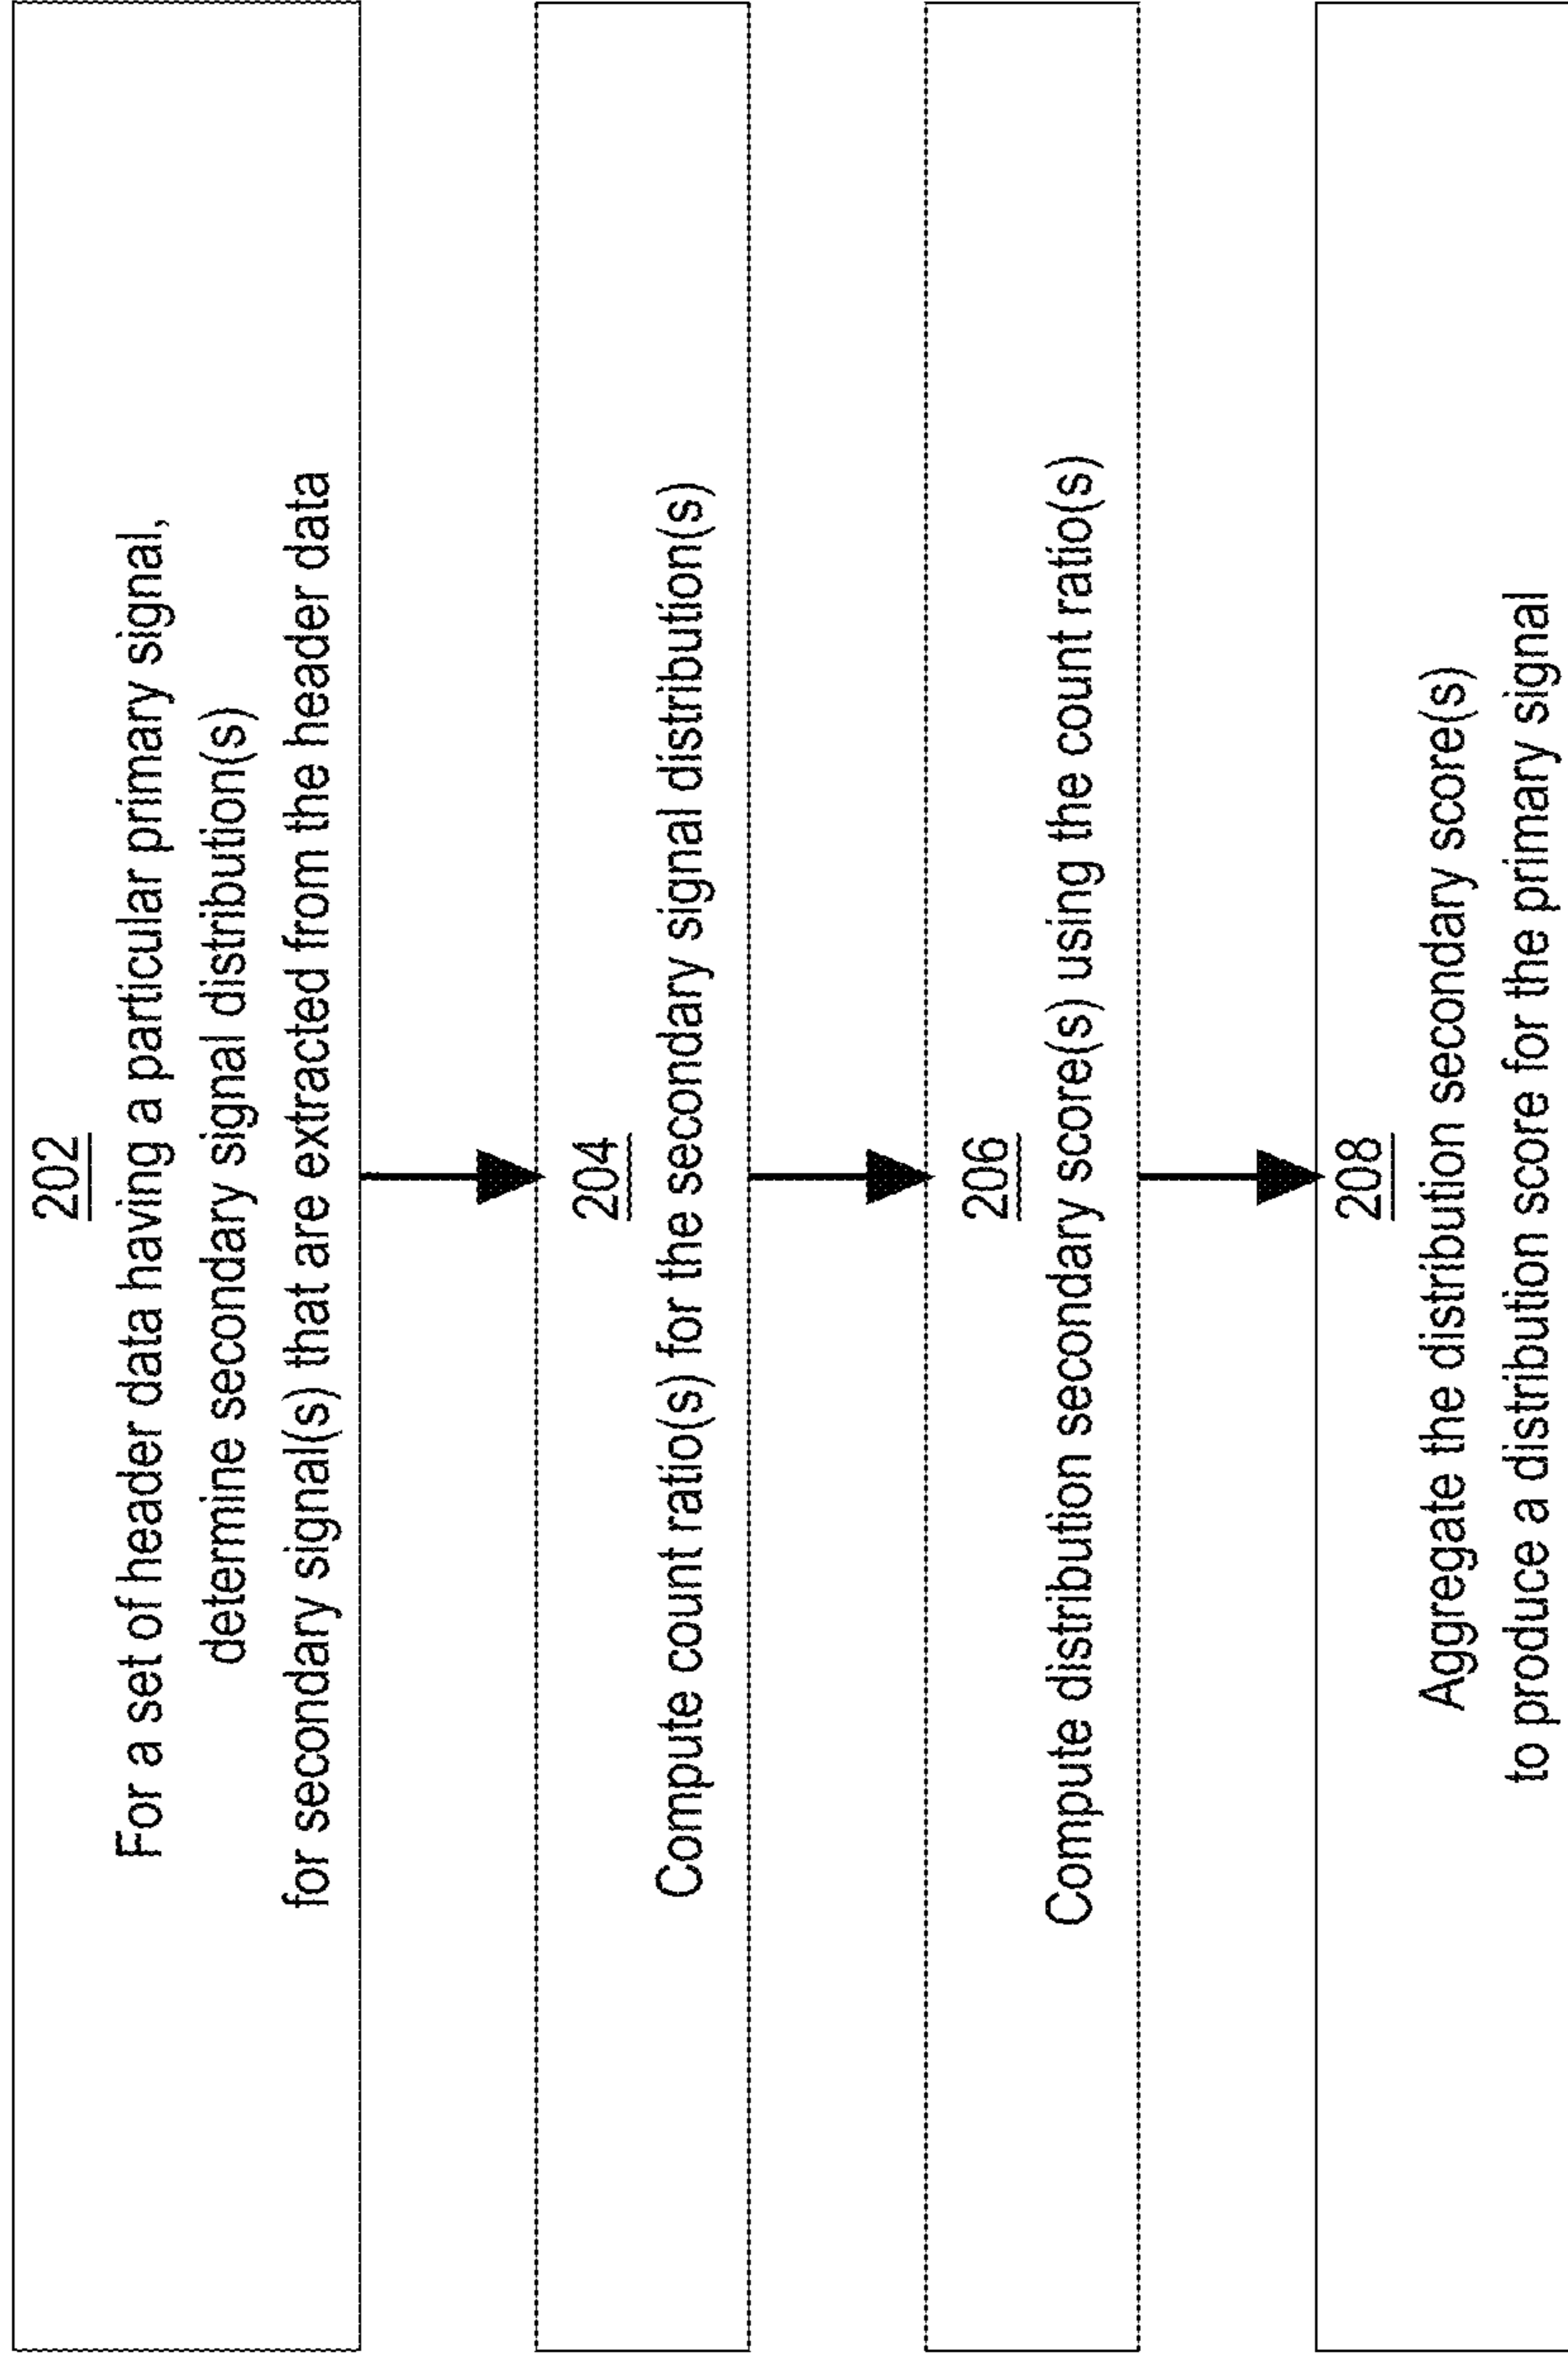 202
For a set of header data having a particular primary signal,
determine secondary signal distribution(s)
for secondary signal(s) that are extracted from the header data
204
Compute count ratio(s) for the secondary signal distribution(s)
206
Compute distribution secondary score(s) using the count ratio(s)
208
Aggregate the distribution secondary score(s)
to produce a distribution score for the primary signal